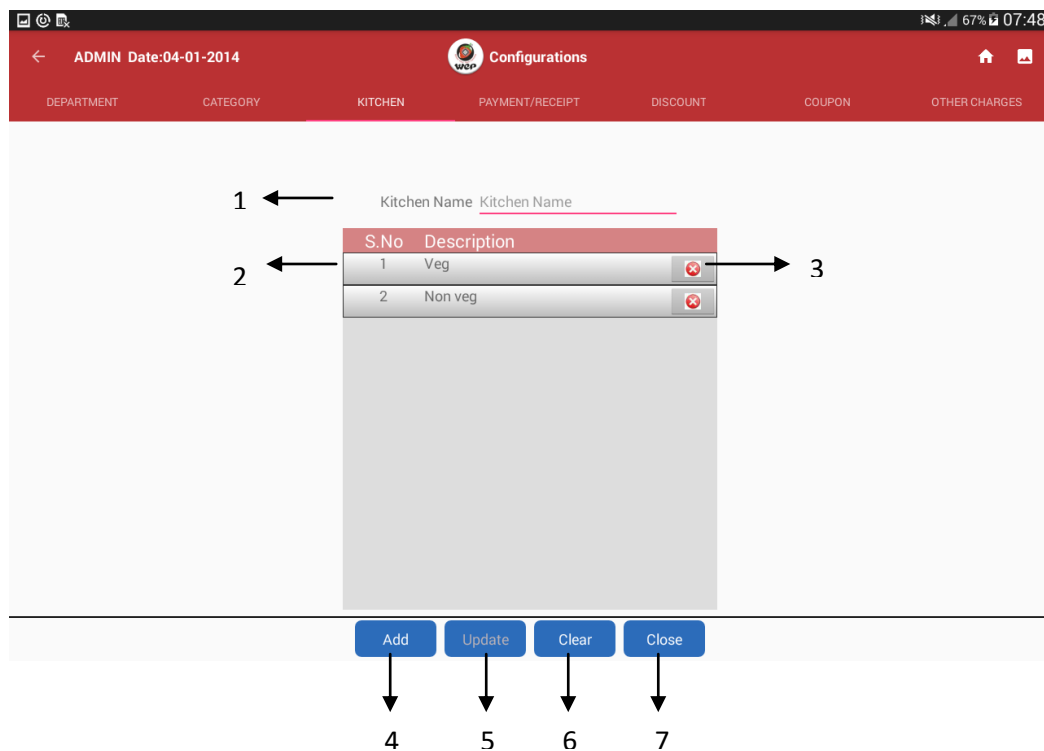 67% 07:48
ADMIN Date:04-01-2014 wep Configurations
DEPARTMENT CATEGORY KITCHEN PAYMENT/RECEIPT DISCOUNT COUPON OTHER CHARGES
1 Kitchen Name Kitchen Name
S.No Description
2 1 Veg 3
2 Non veg
Add Update Clear Close
4 5 6 7